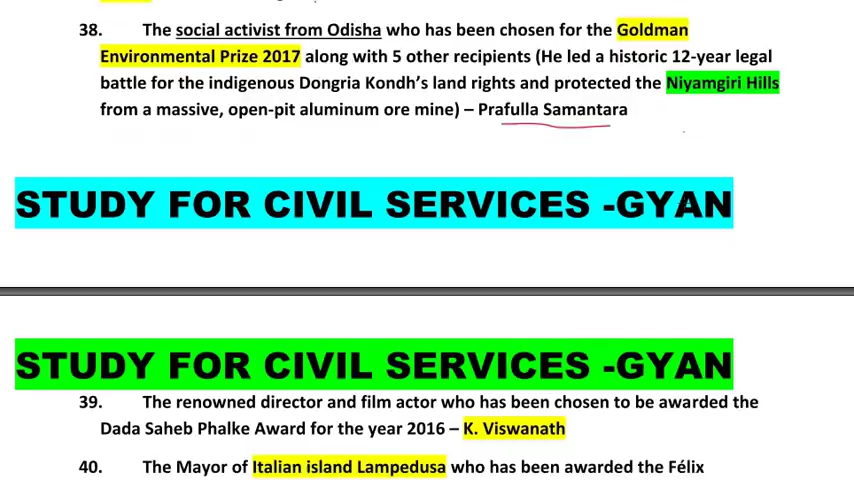 38. The social activist from Odisha who has been chosen for the Goldman
Environmental Prize 2017 along with 5 other recipients (He led a historic 12-year legal
battle for the indigenous Dongria Kondh's land rights and protected the Niyamgiri Hills
from a massive, open-pit aluminum ore mine) – Prafulla Samantara
STUDY FOR CIVIL SERVICES -GYAN
STUDY FOR CIVIL SERVICES -GYAN
39. The renowned director and film actor who has been chosen to be awarded the
Dada Saheb Phalke Award for the year 2016 – K. Viswanath
40. The Mayor of Italian island Lampedusa who has been awarded the Félix